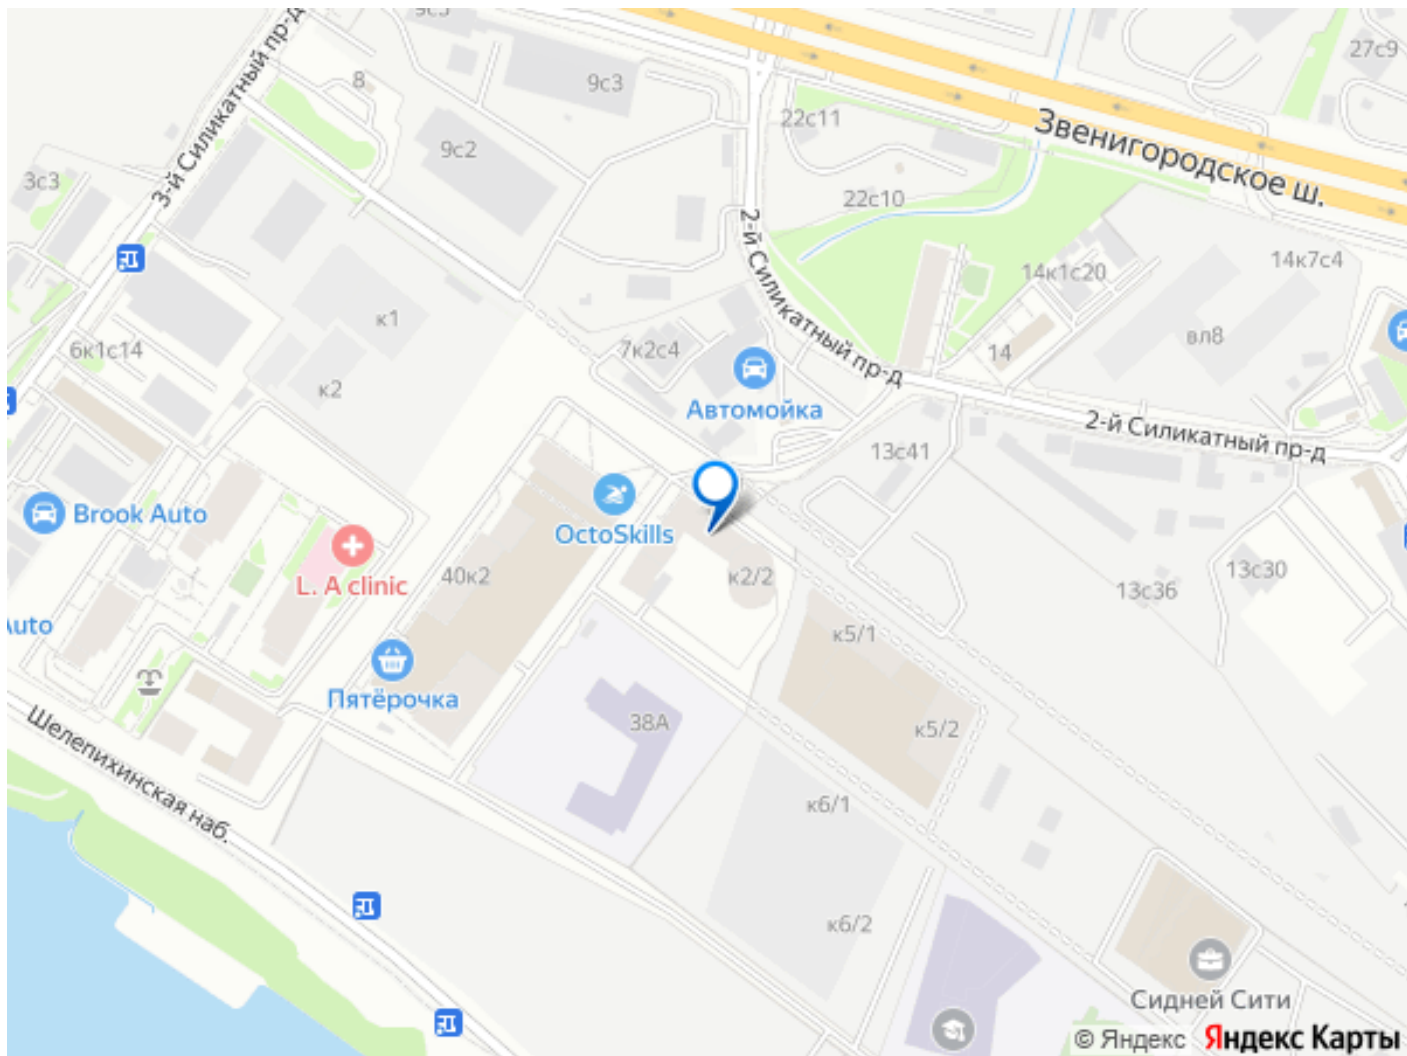 3с3
27с9
9с3
8
22с11
Звенигородское ш.
9с2
3-й Силикатный пр-д
3с3
22с10
2-й Силикатный пр-д
14к1с20
14к7с4
к1
вл8
6к1с14
7к2с4
14
к2
Автомойка
2-й Силикатный пр-д
13с41
Brook Auto
OctoSkills
L. A clinic
40к2
к2/2
13с30
13с36
Auto
к5/1
Пятёрочка
38А
к5/2
Шелепихинская наб.
к6/1
к6/2
Сидней Сити
© Яндекс Яндекс Карты